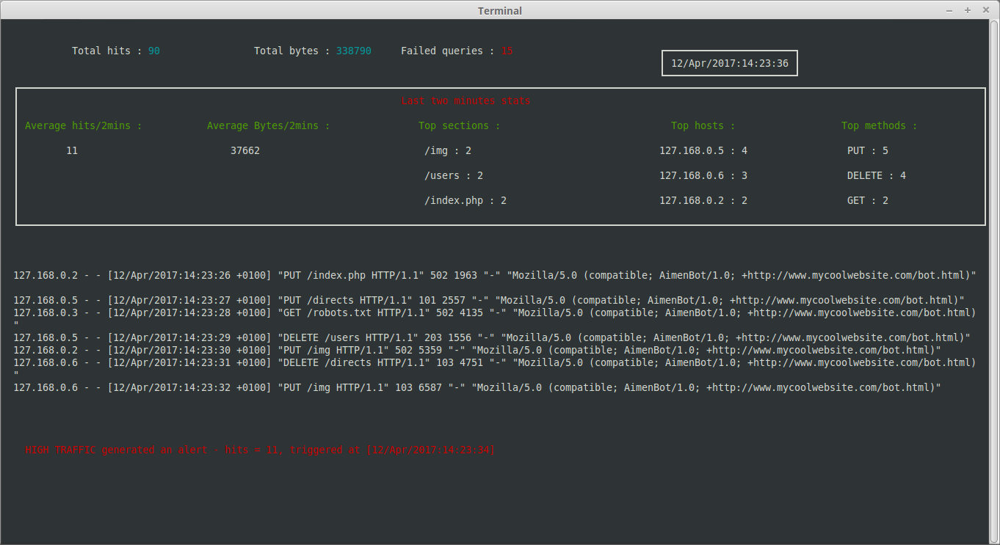 Terminal
Total hits : 90 Total bytes : 338790 Failed queries : 15
12/Apr/2017:14:23:36
Last two minutes stats
Average hits/2mins : Average Bytes/2mins : Top sections : Top hosts : Top methods :
11 37662 /img : 2 127.168.0.5 : 4 PUT : 5
/users : 2 127.168.0.6 : 3 DELETE : 4
/index.php : 2 127.168.0.2 : 2 GET : 2
127.168.0.2 - - [12/Apr/2017:14:23:26 +0100] "PUT /index.php HTTP/1.1" 502 1963 "-" "Mozilla/5.0 (compatible; AimenBot/1.0; +http://www.mycoolwebsite.com/bot.html)"
127.168.0.5 - - [12/Apr/2017:14:23:27 +0100] "PUT /directs HTTP/1.1" 101 2557 "-" "Mozilla/5.0 (compatible; AimenBot/1.0; +http://www.mycoolwebsite.com/bot.html)"
127.168.0.3 - - [12/Apr/2017:14:23:28 +0100] "GET /robots.txt HTTP/1.1" 502 4135 "-" "Mozilla/5.0 (compatible; AimenBot/1.0; +http://www.mycoolwebsite.com/bot.html)
"
127.168.0.5 - - [12/Apr/2017:14:23:29 +0100] "DELETE /users HTTP/1.1" 203 1556 "-" "Mozilla/5.0 (compatible; AimenBot/1.0; +http://www.mycoolwebsite.com/bot.html)"
127.168.0.2 - - [12/Apr/2017:14:23:30 +0100] "PUT /img HTTP/1.1" 502 5359 "-" "Mozilla/5.0 (compatible; AimenBot/1.0; +http://www.mycoolwebsite.com/bot.html)"
127.168.0.6 - - [12/Apr/2017:14:23:31 +0100] "DELETE /directs HTTP/1.1" 103 4751 "-" "Mozilla/5.0 (compatible; AimenBot/1.0; +http://www.mycoolwebsite.com/bot.html)
"
127.168.0.6 - - [12/Apr/2017:14:23:32 +0100] "PUT /img HTTP/1.1" 103 6587 "-" "Mozilla/5.0 (compatible; AimenBot/1.0; +http://www.mycoolwebsite.com/bot.html)"
HIGH TRAFFIC generated an alert - hits = 11, triggered at [12/Apr/2017:14:23:34]